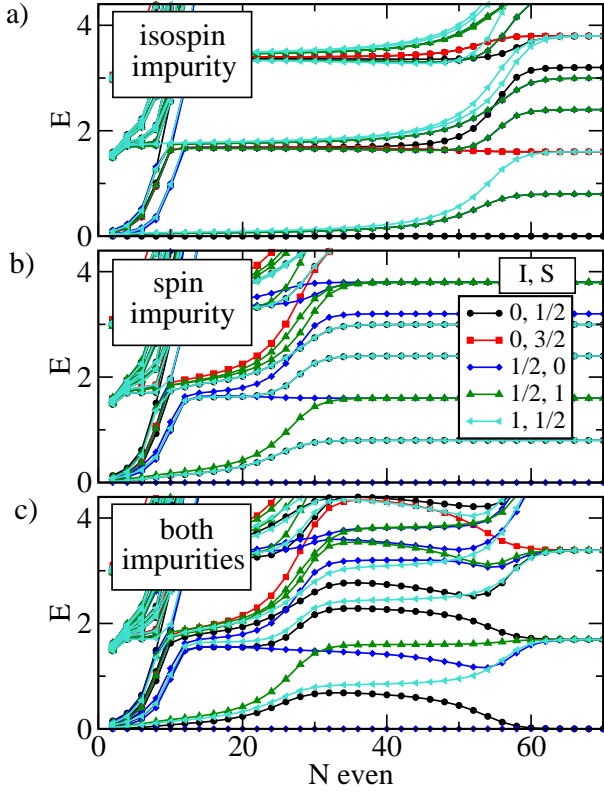 a)
isospin
impurity
E
4
2
0
b)
spin
impurity
E
4
2
0
I, S
0, 1/2
0, 3/2
1/2, 0
1/2, 1
1, 1/2
c)
both
impurities
E
4
2
0
0 20 40 60
N even